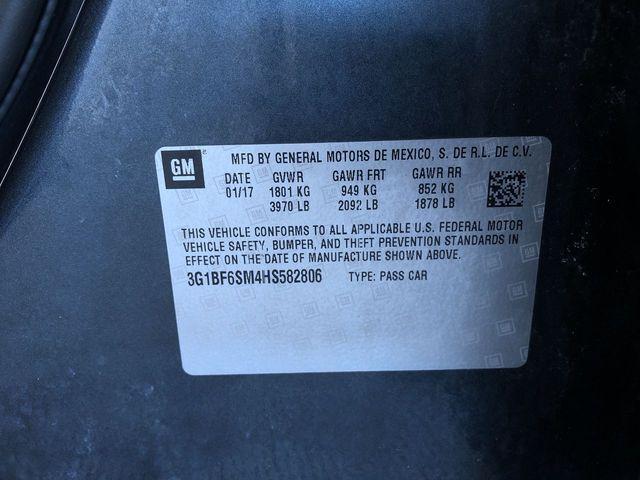 GM
MFD BY GENERAL MOTORS DE MEXICO, S. DE R.L. DE C.V.
DATE GVWR GAWR FRT GAWR RR
01/17 1801 KG 949 KG 852 KG
3970 LB 2092 LB 1878 LB
THIS VEHICLE CONFORMS TO ALL APPLICABLE U.S. FEDERAL MOTOR
VEHICLE SAFETY, BUMPER, AND THEFT PREVENTION STANDARDS IN
EFFECT ON THE DATE OF MANUFACTURE SHOWN ABOVE.
3G1BF6SM4HS582806 TYPE: PASS CAR